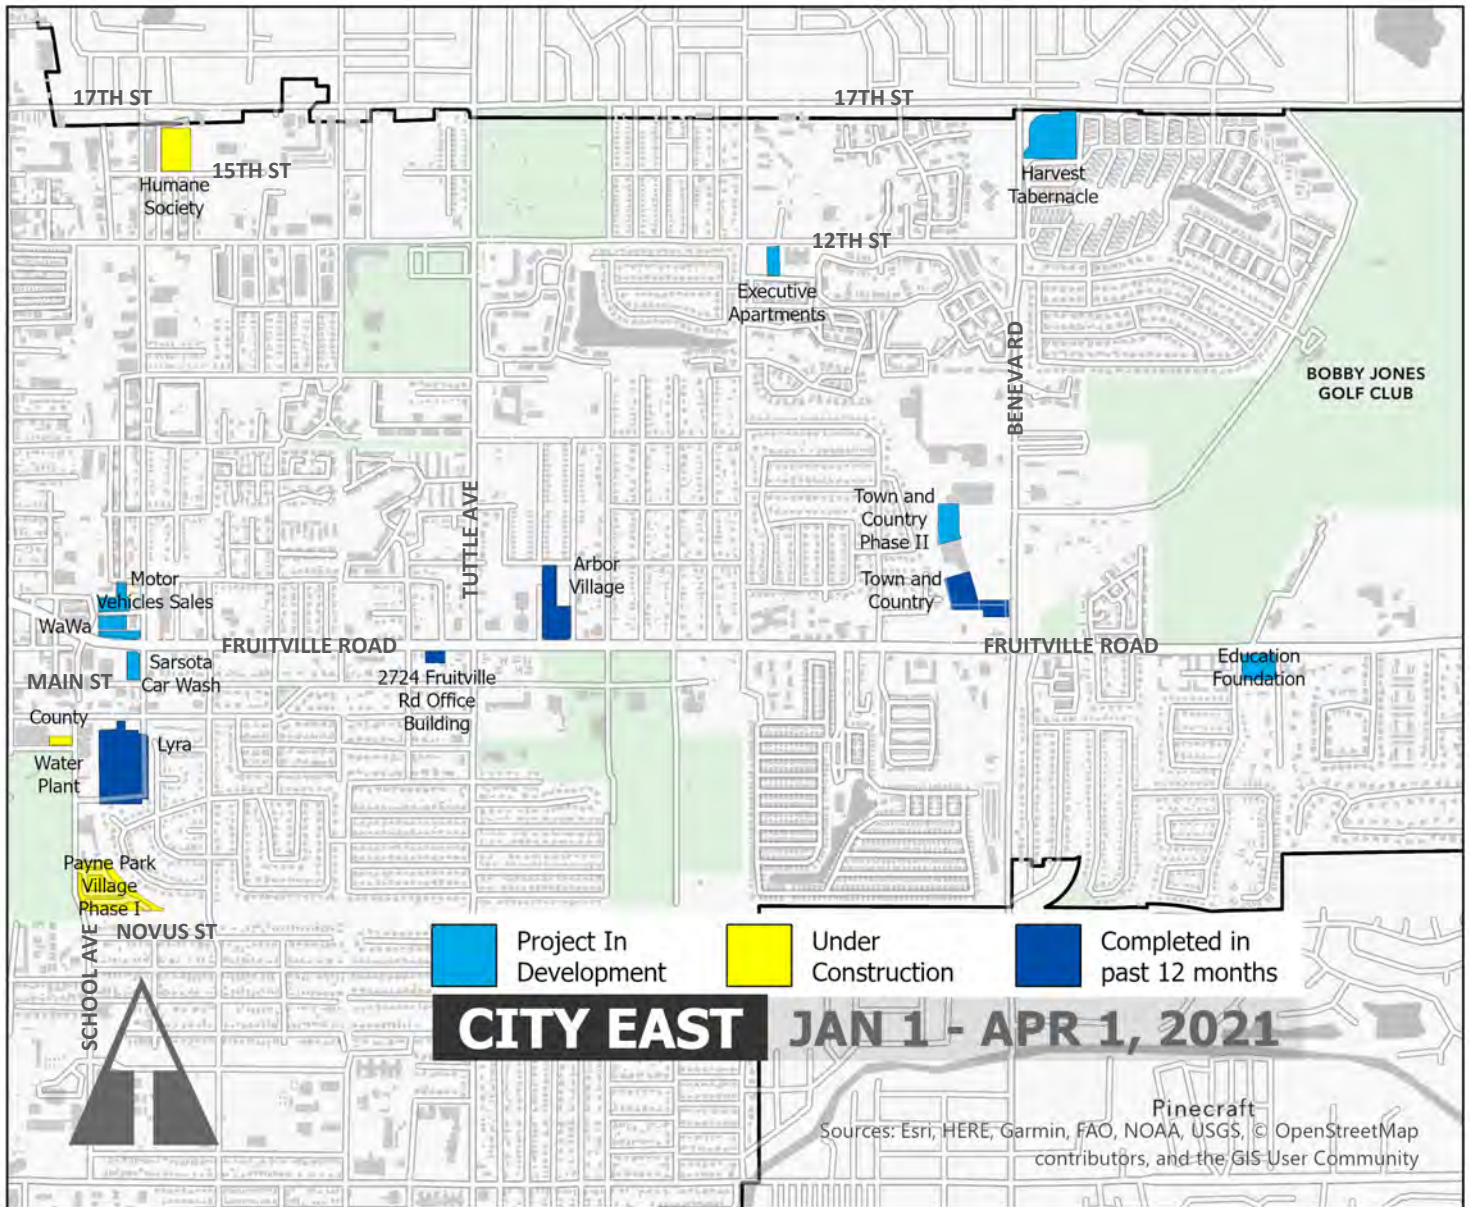 17TH ST
17TH ST
15TH ST
Humane
Society
Harvest
Tabernacle
12TH ST
Executive
Apartments
BENEVA RD
BOBBY JONES
GOLF CLUB
TUTTLE AVE
Town and
Country
Phase II
Arbor
Village
Town and
Country
Motor
Vehicles Sales
WaWa
FRUITVILLE ROAD
FRUITVILLE ROAD
Sarsota
Car Wash
MAIN ST
2724 Fruitville
Rd Office
Building
Education
Foundation
County
Water
Plant
Lyra
Payne Park
Village
Phase I
NOVUS ST
SCHOOL AVE
Project In
Development
Under
Construction
Completed in
past 12 months
CITY EAST
JAN 1 - APR 1, 2021
Pinecraft
Sources: Esri, HERE, Garmin, FAO, NOAA, USGS, © OpenStreetMap
contributors, and the GIS User Community